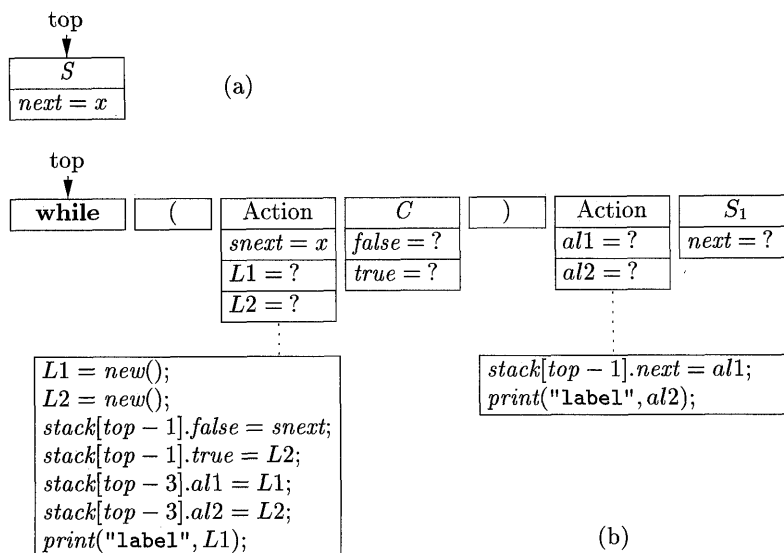 top
S
next = x
(a)
top
while ( Action C ) Action S₁
snext = x false = ? al1 = ? next = ?
L1 = ? true = ? al2 = ?
L2 = ?
L1 = new();
L2 = new();
stack[top − 1].false = snext;
stack[top − 1].true = L2;
stack[top − 3].al1 = L1;
stack[top − 3].al2 = L2;
print("label", L1);
stack[top − 1].next = al1;
print("label", al2);
(b)